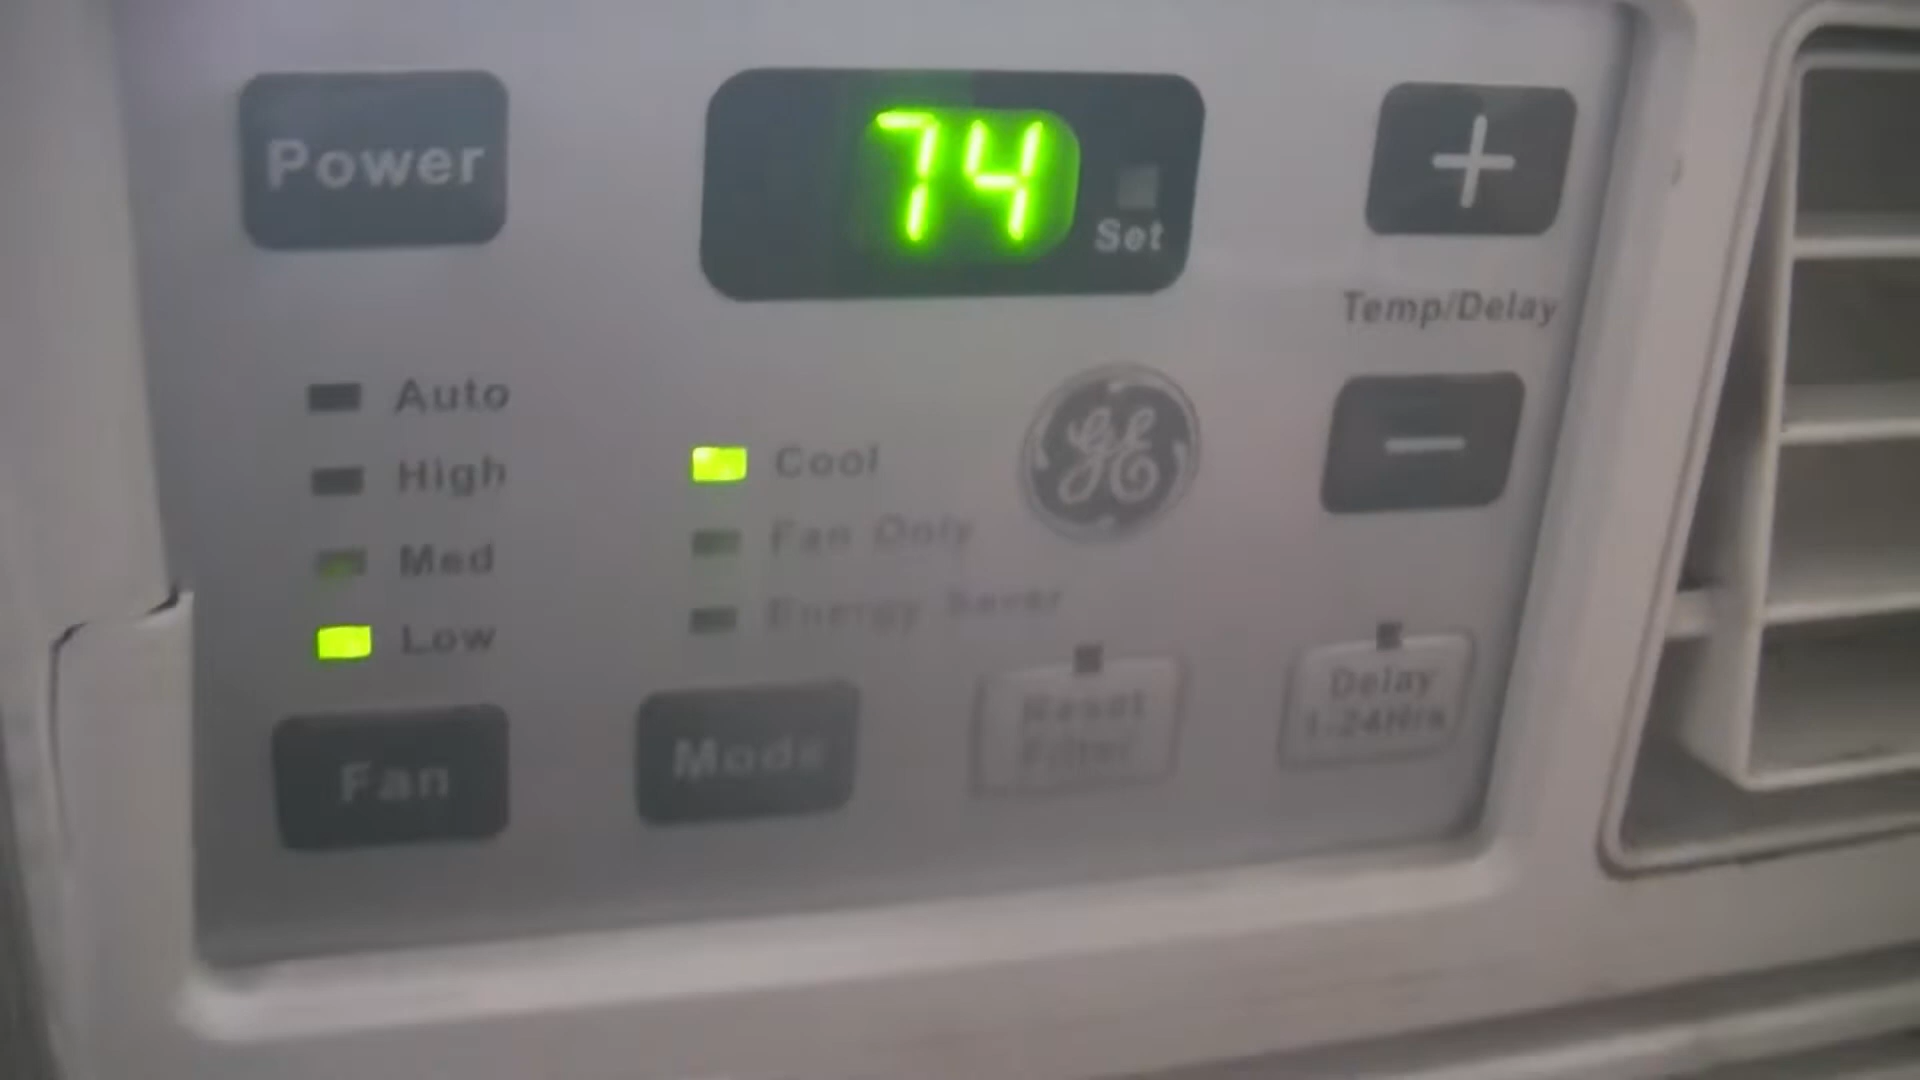 Power
74
Set
+
Temp/Delay
-
Auto
High
Med
Low
Cool
Fan Only
Energy Saver
GE
Fan
Mode
Reset
Filter
Delay
1-24Hrs